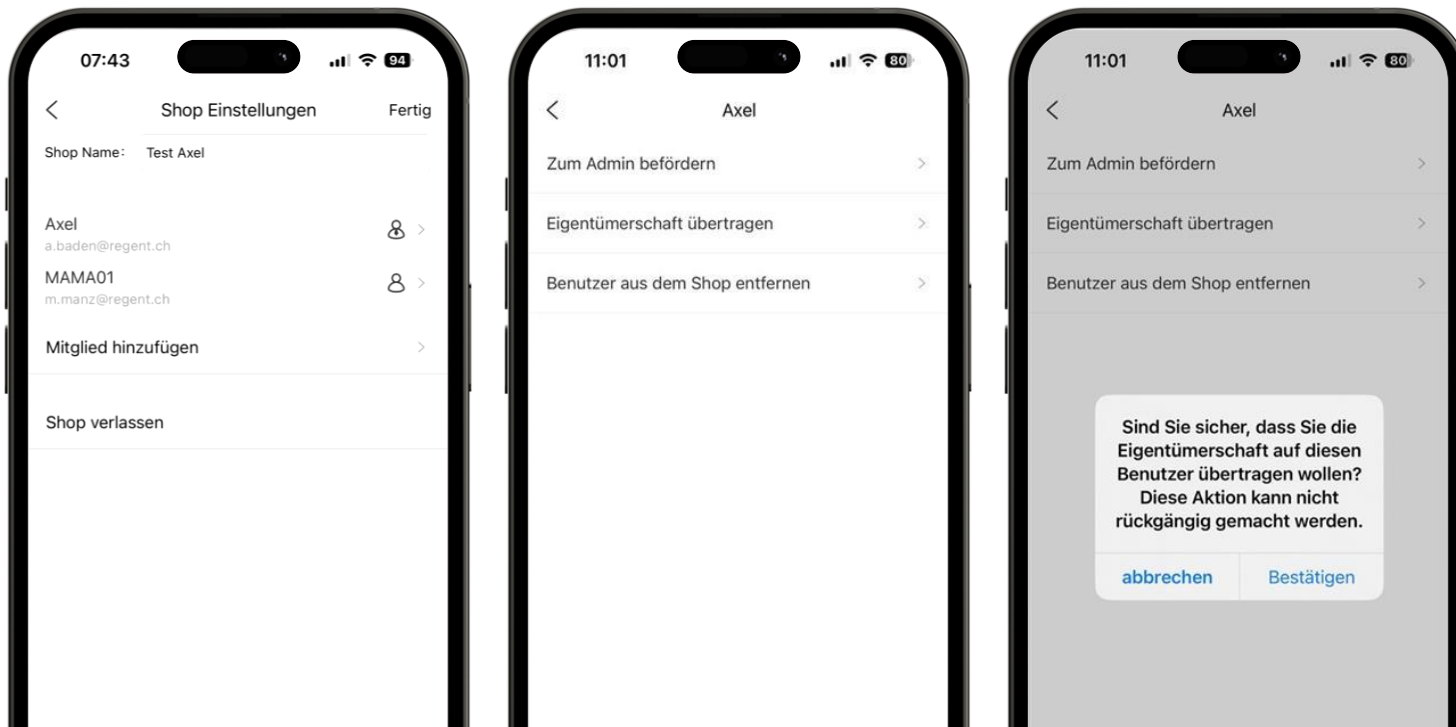 07:43
94
Shop Einstellungen
Fertig
Shop Name: Test Axel
Axel
a.baden@regent.ch
MAMA01
m.manz@regent.ch
Mitglied hinzufügen
Shop verlassen
11:01
80
Axel
Zum Admin befördern
Eigentümerschaft übertragen
Benutzer aus dem Shop entfernen
11:01
80
Axel
Zum Admin befördern
Eigentümerschaft übertragen
Benutzer aus dem Shop entfernen
Sind Sie sicher, dass Sie die
Eigentümerschaft auf diesen
Benutzer übertragen wollen?
Diese Aktion kann nicht
rückgängig gemacht werden.
abbrechen
Bestätigen